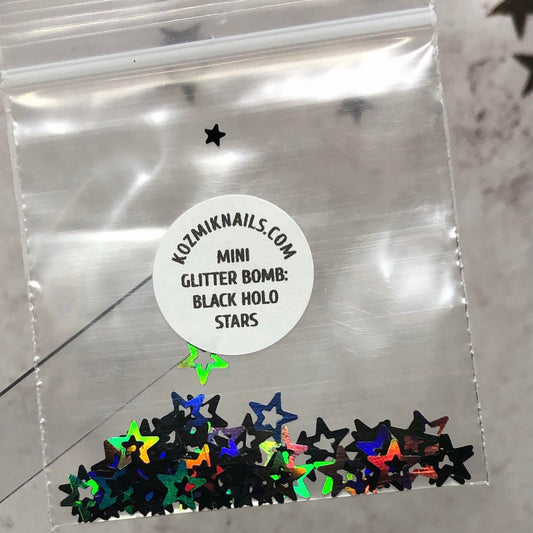 KOZMIKNAILS.COM
MINI
GLITTER BOMB:
BLACK HOLO
STARS